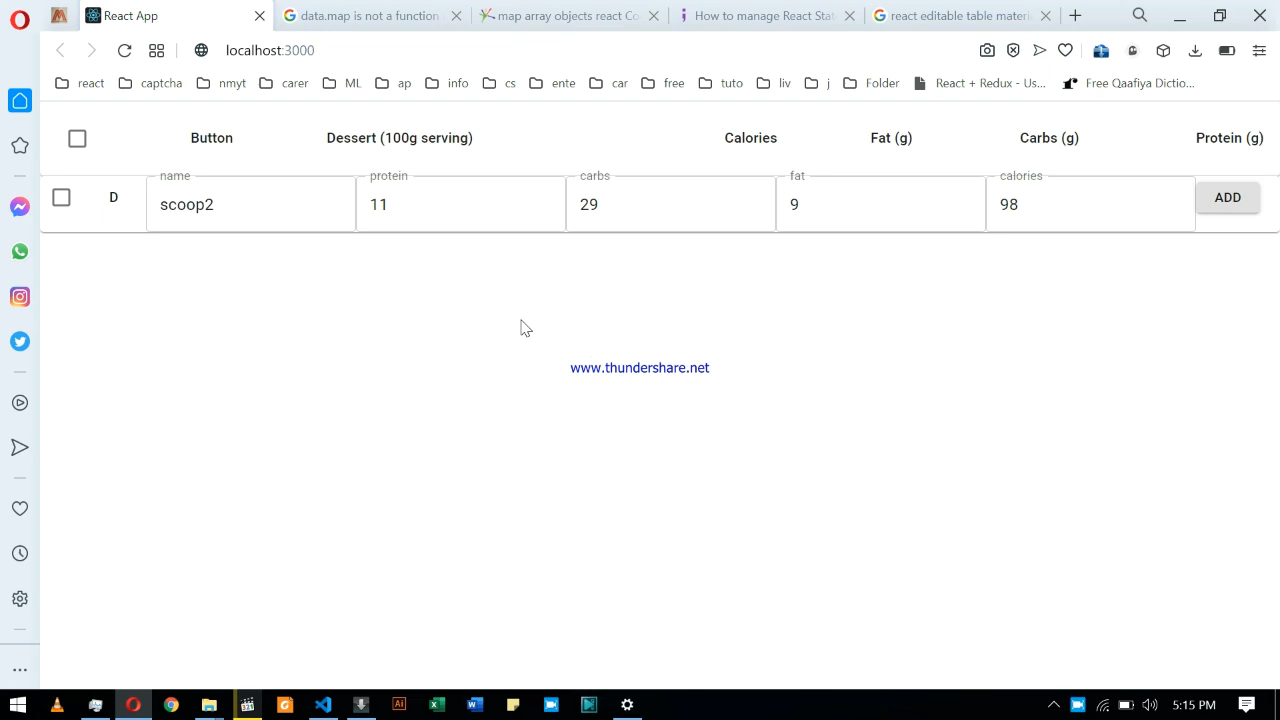 React App
data.map is not a function
map array objects react Co
How to manage React Stat
react editable table materi
localhost:3000
react
captcha
nmyt
carer
ML
ap
info
cs
ente
car
free
tuto
liv
j
Folder
React + Redux - Us...
Free Qaafiya Dictio...
Button
Dessert (100g serving)
Calories
Fat (g)
Carbs (g)
Protein (g)
name
protein
carbs
fat
calories
D
scoop2
11
29
9
98
ADD
www.thundershare.net
5:15 PM